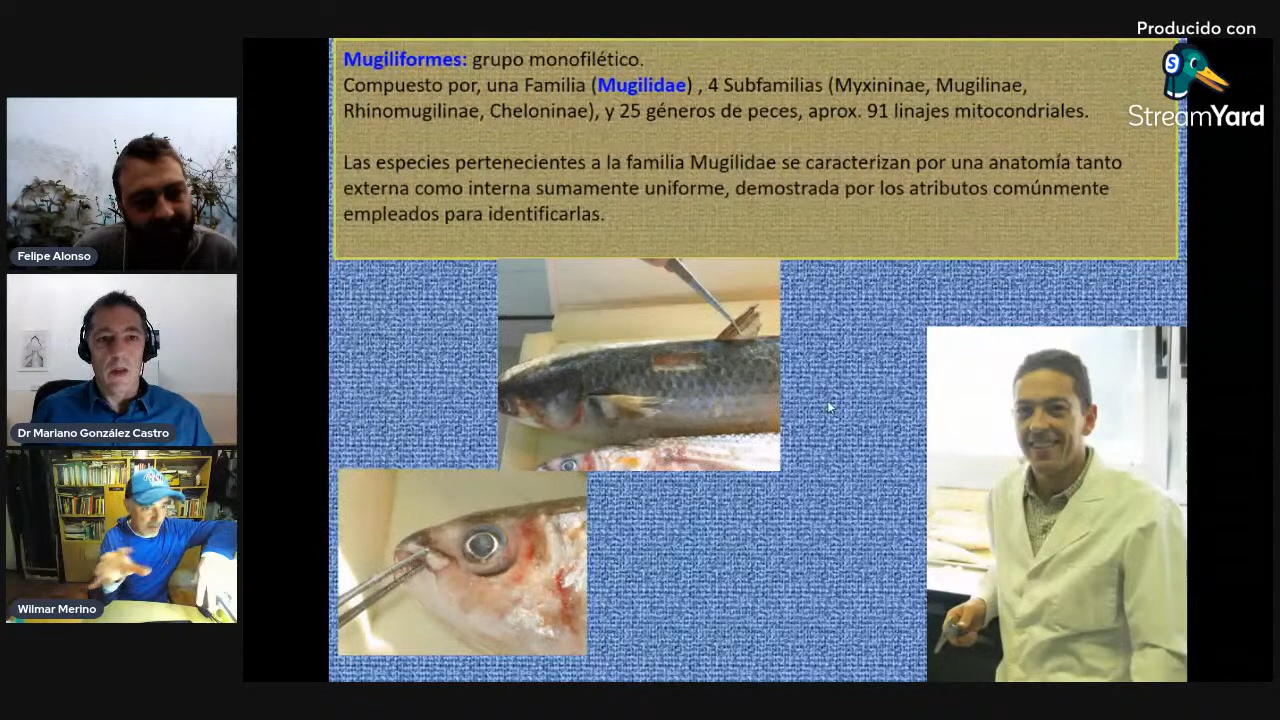 Producido con
StreamYard
Mugiliformes: grupo monofilético.
Compuesto por, una Familia (Mugilidae) , 4 Subfamilias (Myxininae, Mugilinae,
Rhinomugilinae, Cheloninae), y 25 géneros de peces, aprox. 91 linajes mitocondriales.
Las especies pertenecientes a la familia Mugilidae se caracterizan por una anatomía tanto
externa como interna sumamente uniforme, demostrada por los atributos comúnmente
empleados para identificarlas.
Felipe Alonso
Dr Mariano González Castro
Wilmar Merino
S